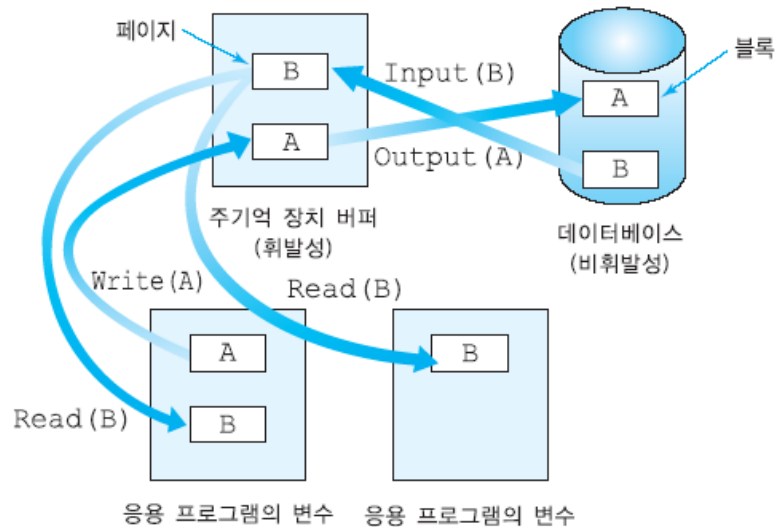 페이지
블록
B
Input(B)
A
A
Output(A)
B
주기억 장치 버퍼
(휘발성)
데이터베이스
(비휘발성)
Write(A)
Read(B)
A
B
Read(B)
B
응용 프로그램의 변수
응용 프로그램의 변수